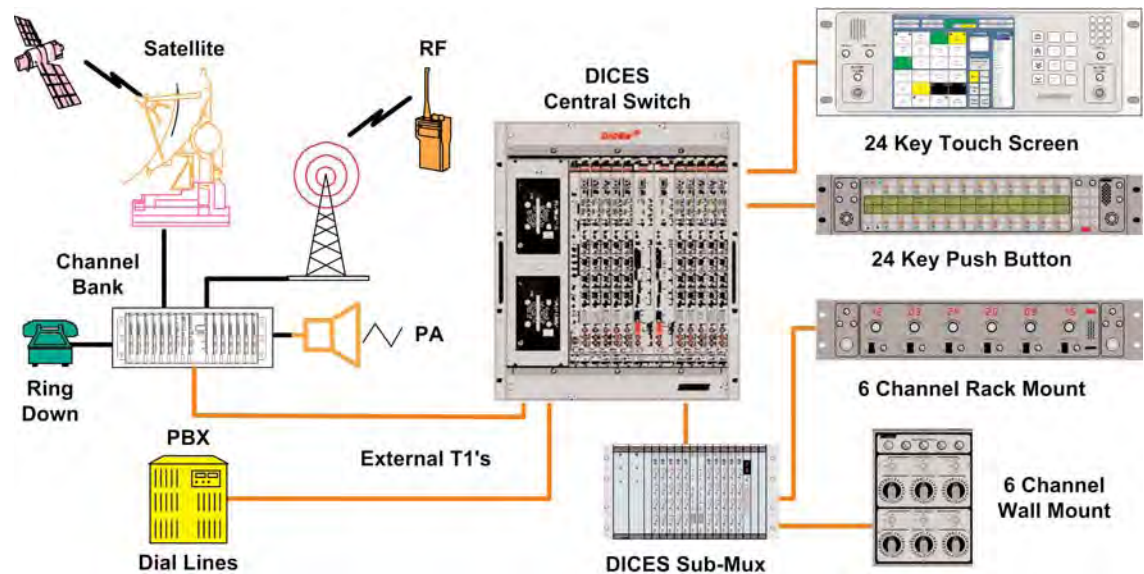 Satellite
RF
DICES
Central Switch
DICES
24 Key Touch Screen
24 Key Push Button
Channel
Bank
PA
Ring
Down
6 Channel Rack Mount
PBX
External T1's
Dial Lines
DICES Sub-Mux
6 Channel
Wall Mount